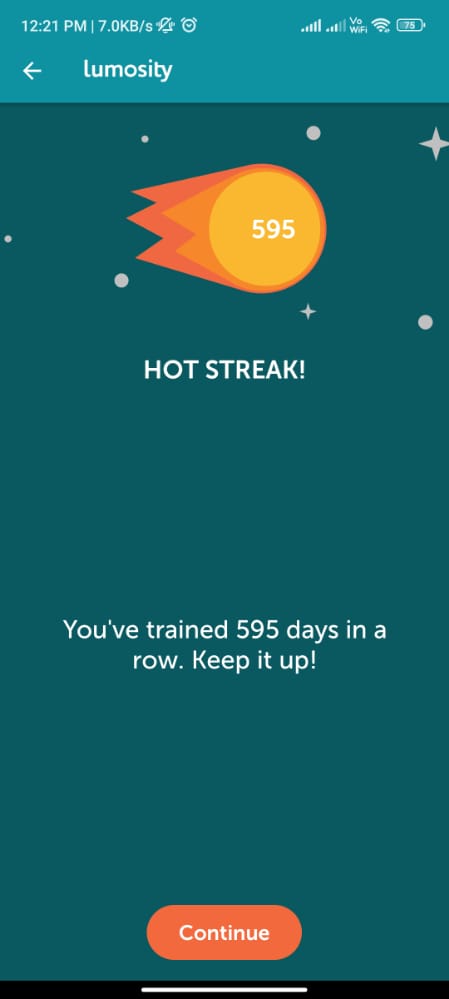 12:21 PM | 7.0KB/s Vo WiFi 75
lumosity
595
HOT STREAK!
You've trained 595 days in a
row. Keep it up!
Continue